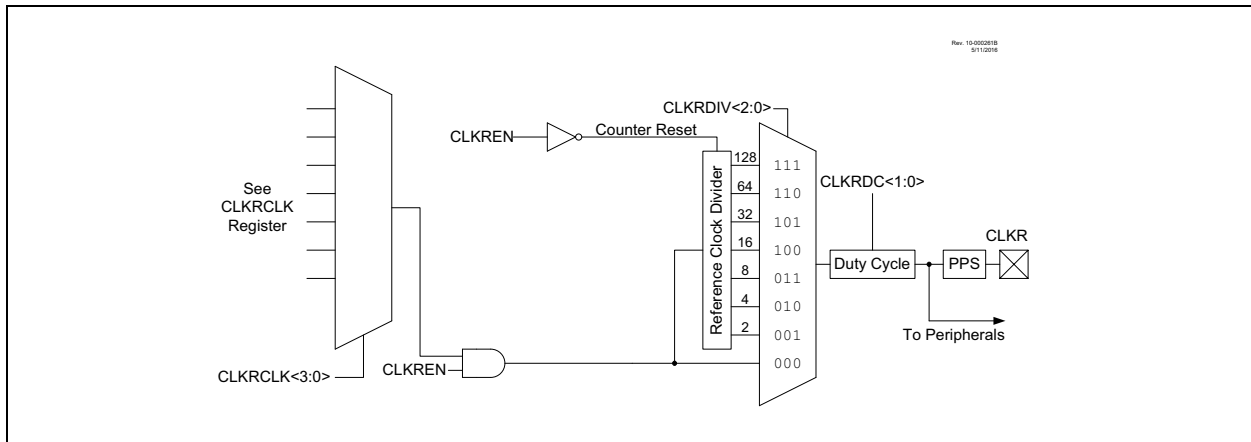 Rev. 10-000261B
5/11/2016
CLKRDIV<2:0>
CLKREN
Counter Reset
See
CLKRCLK
Register
Reference Clock Divider
128
111
64
110
32
101
16
100
8
011
4
010
2
001
000
CLKRDC<1:0>
Duty Cycle
PPS
CLKR
To Peripherals
CLKREN
CLKRCLK<3:0>